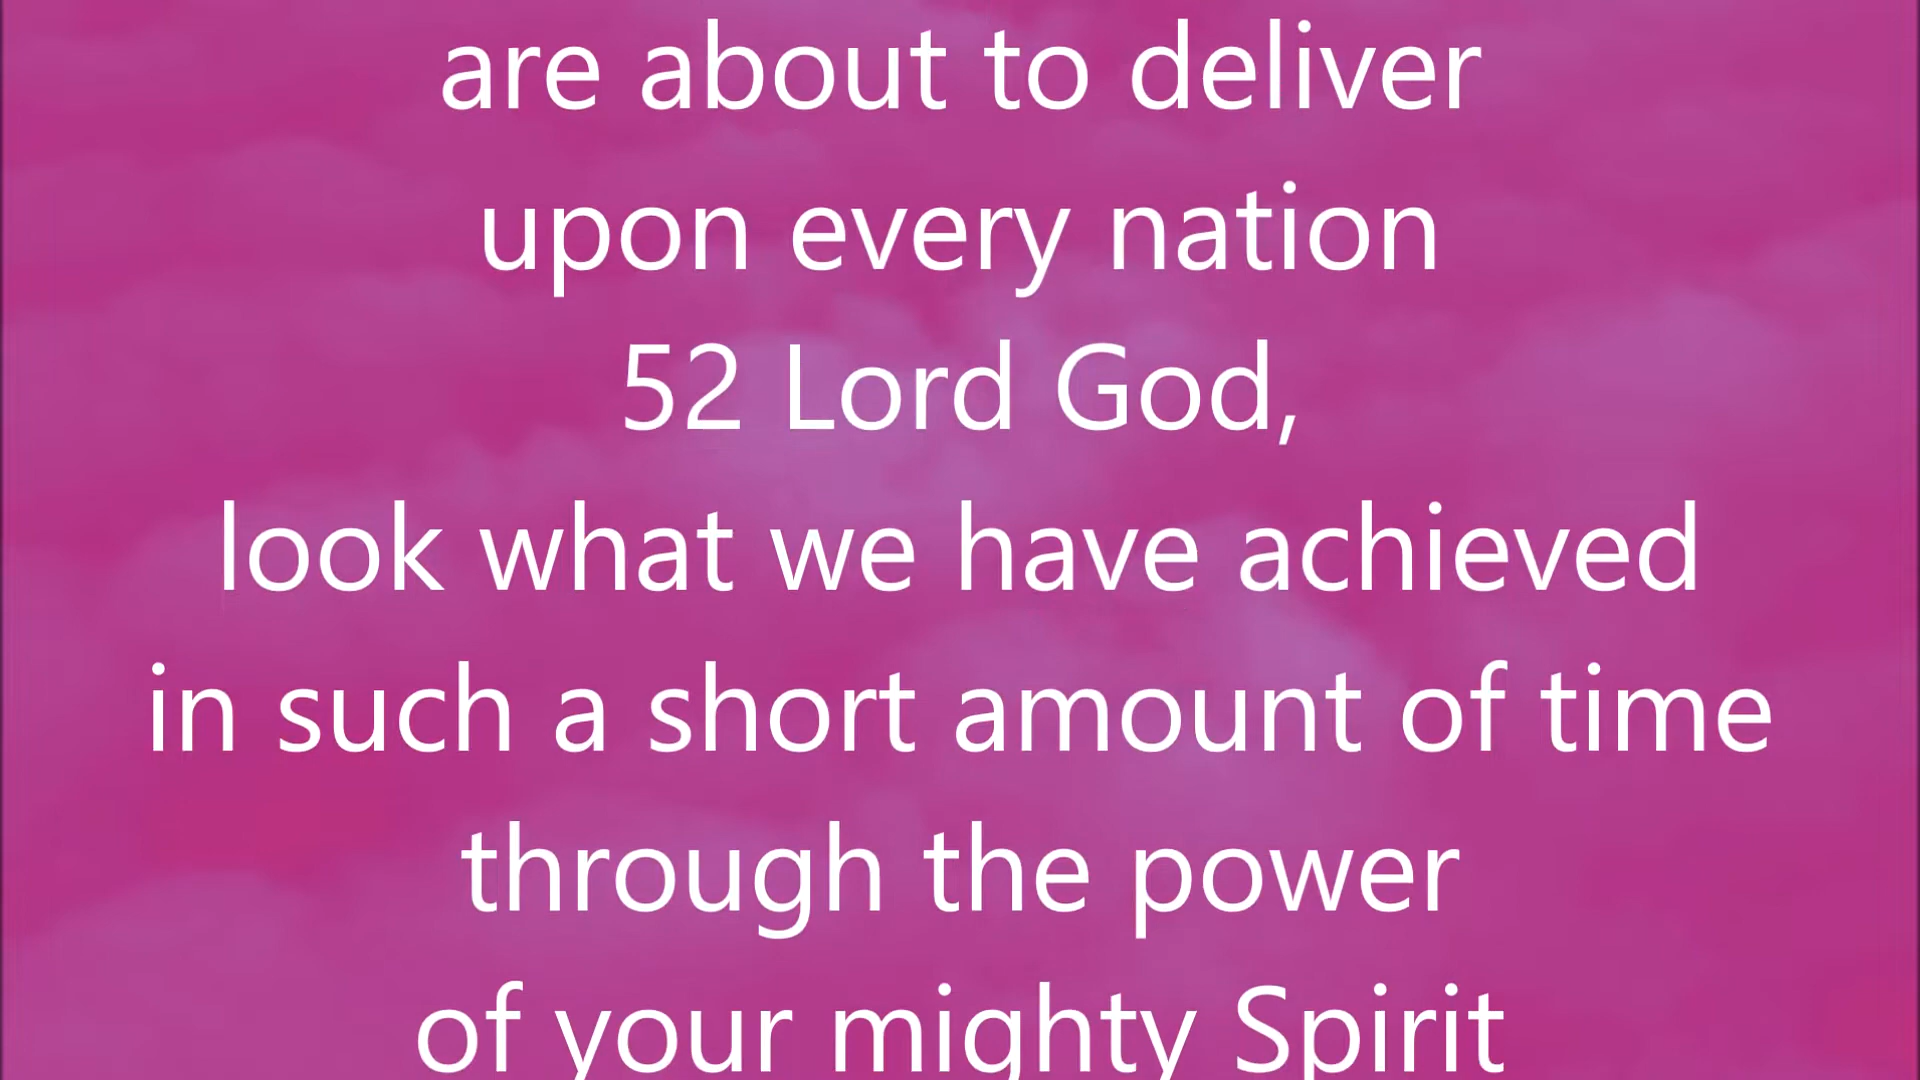 are about to deliver
upon every nation
52 Lord God,
look what we have achieved
in such a short amount of time
through the power
of your mighty Spirit